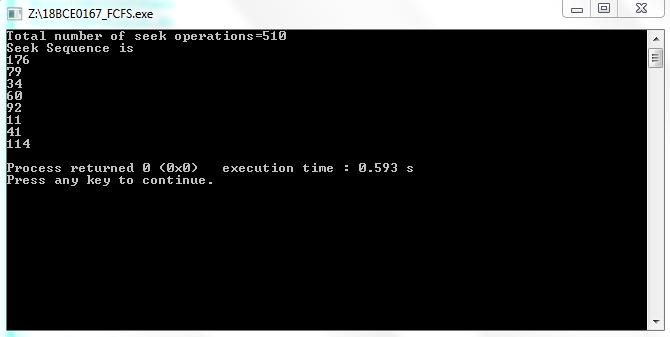 Z:\18BCE0167_FCFS.exe
Total number of seek operations=510
Seek Sequence is
176
79
34
60
92
11
41
114
Process returned 0 (0x0)   execution time : 0.593 s
Press any key to continue.